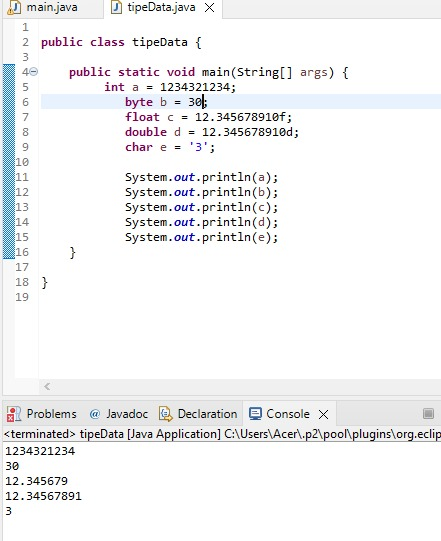 main.java tipeData.java
1
2 public class tipeData {
3
4 public static void main(String[] args) {
5 int a = 1234321234;
6 byte b = 30;
7 float c = 12.345678910f;
8 double d = 12.345678910d;
9 char e = '3';
10
11 System.out.println(a);
12 System.out.println(b);
13 System.out.println(c);
14 System.out.println(d);
15 System.out.println(e);
16 }
17
18 }
19
Problems @ Javadoc Declaration Console
<terminated> tipeData [Java Application] C:\Users\Acer\.p2\pool\plugins\org.eclip
1234321234
30
12.345679
12.34567891
3